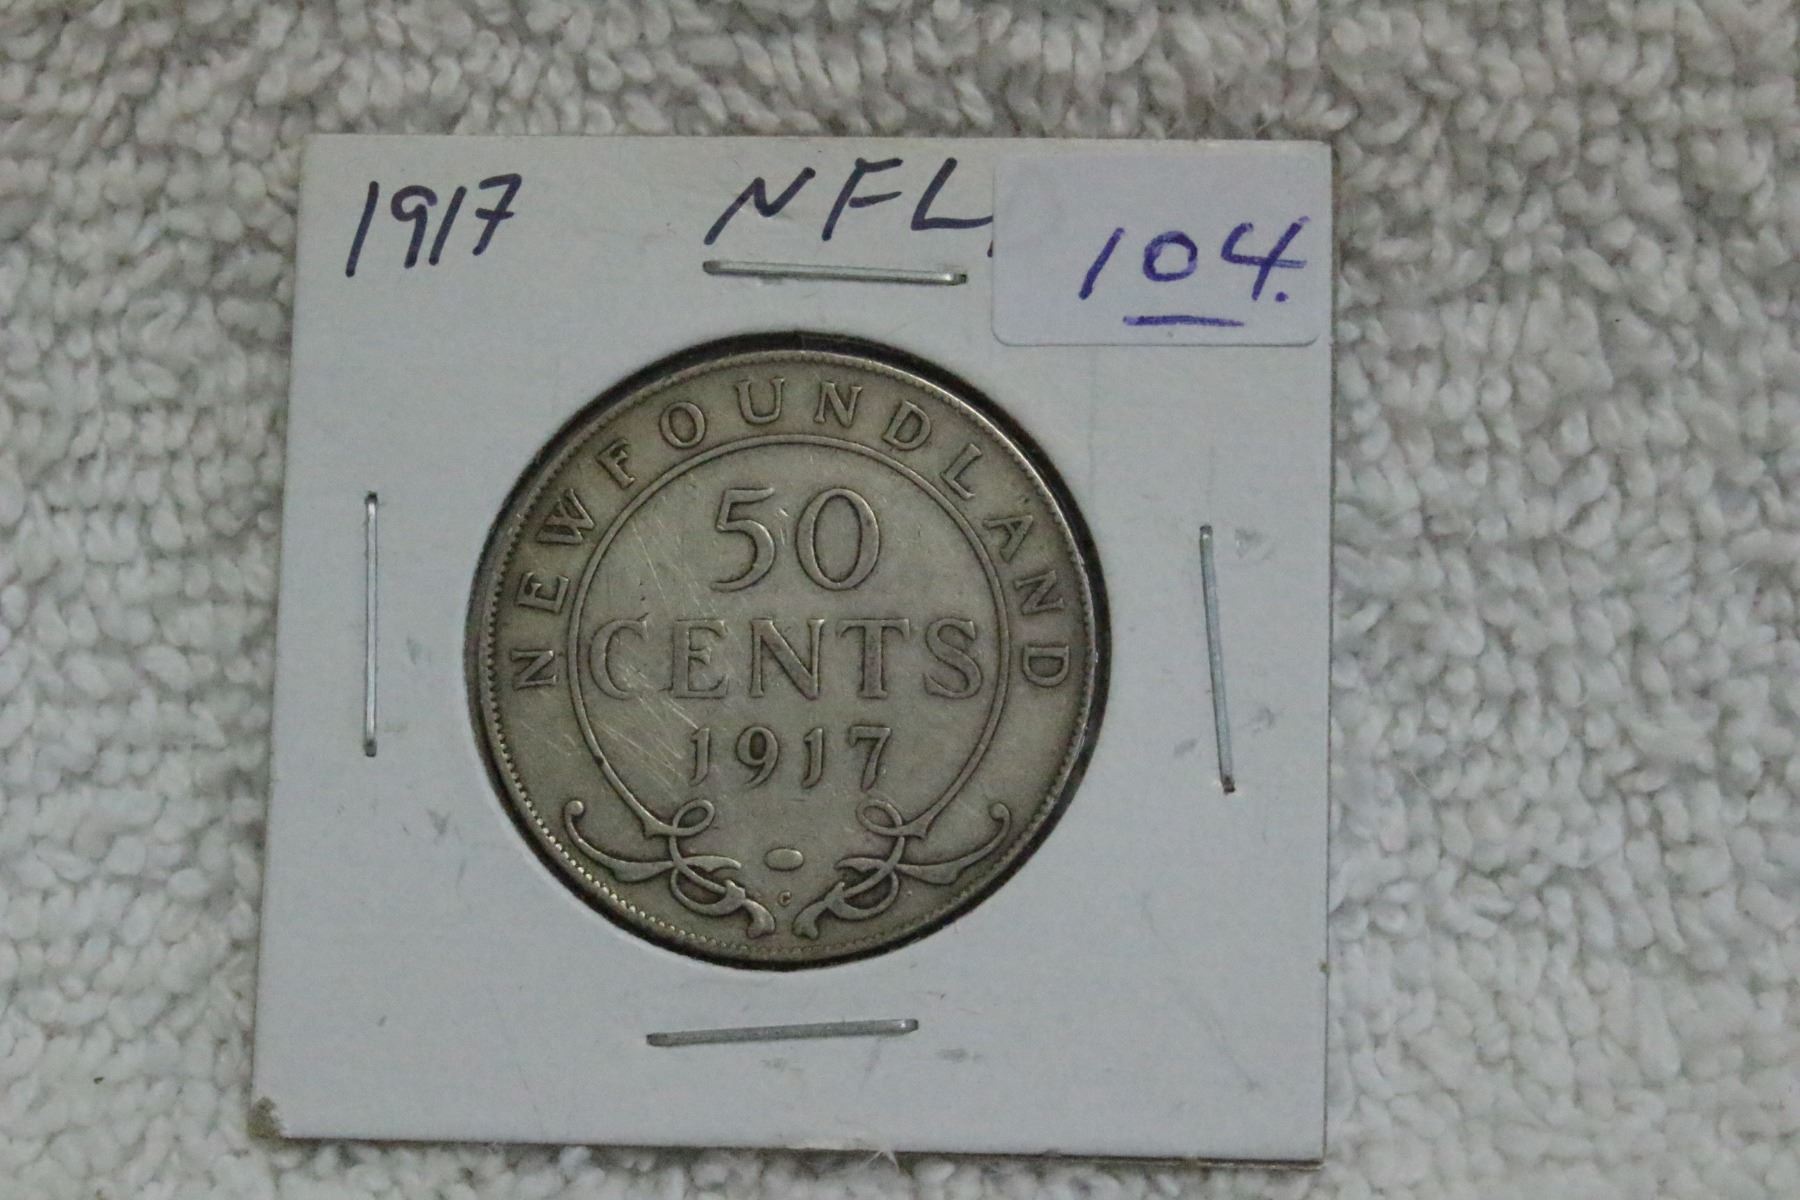 1917 NFL
104.
NEWFOUNDLAND
50
CENTS
1917
C